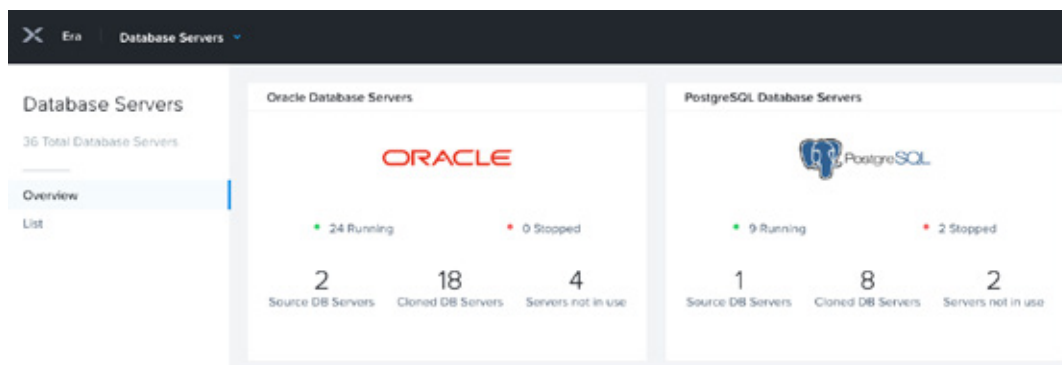 Era Database Servers
Database Servers
36 Total Database Servers
Overview
List
Oracle Database Servers
ORACLE
24 Running 0 Stopped
2 18 4
Source DB Servers Cloned DB Servers Servers not in use
PostgreSQL Database Servers
PostgreSQL
9 Running 2 Stopped
1 8 2
Source DB Servers Cloned DB Servers Servers not in use